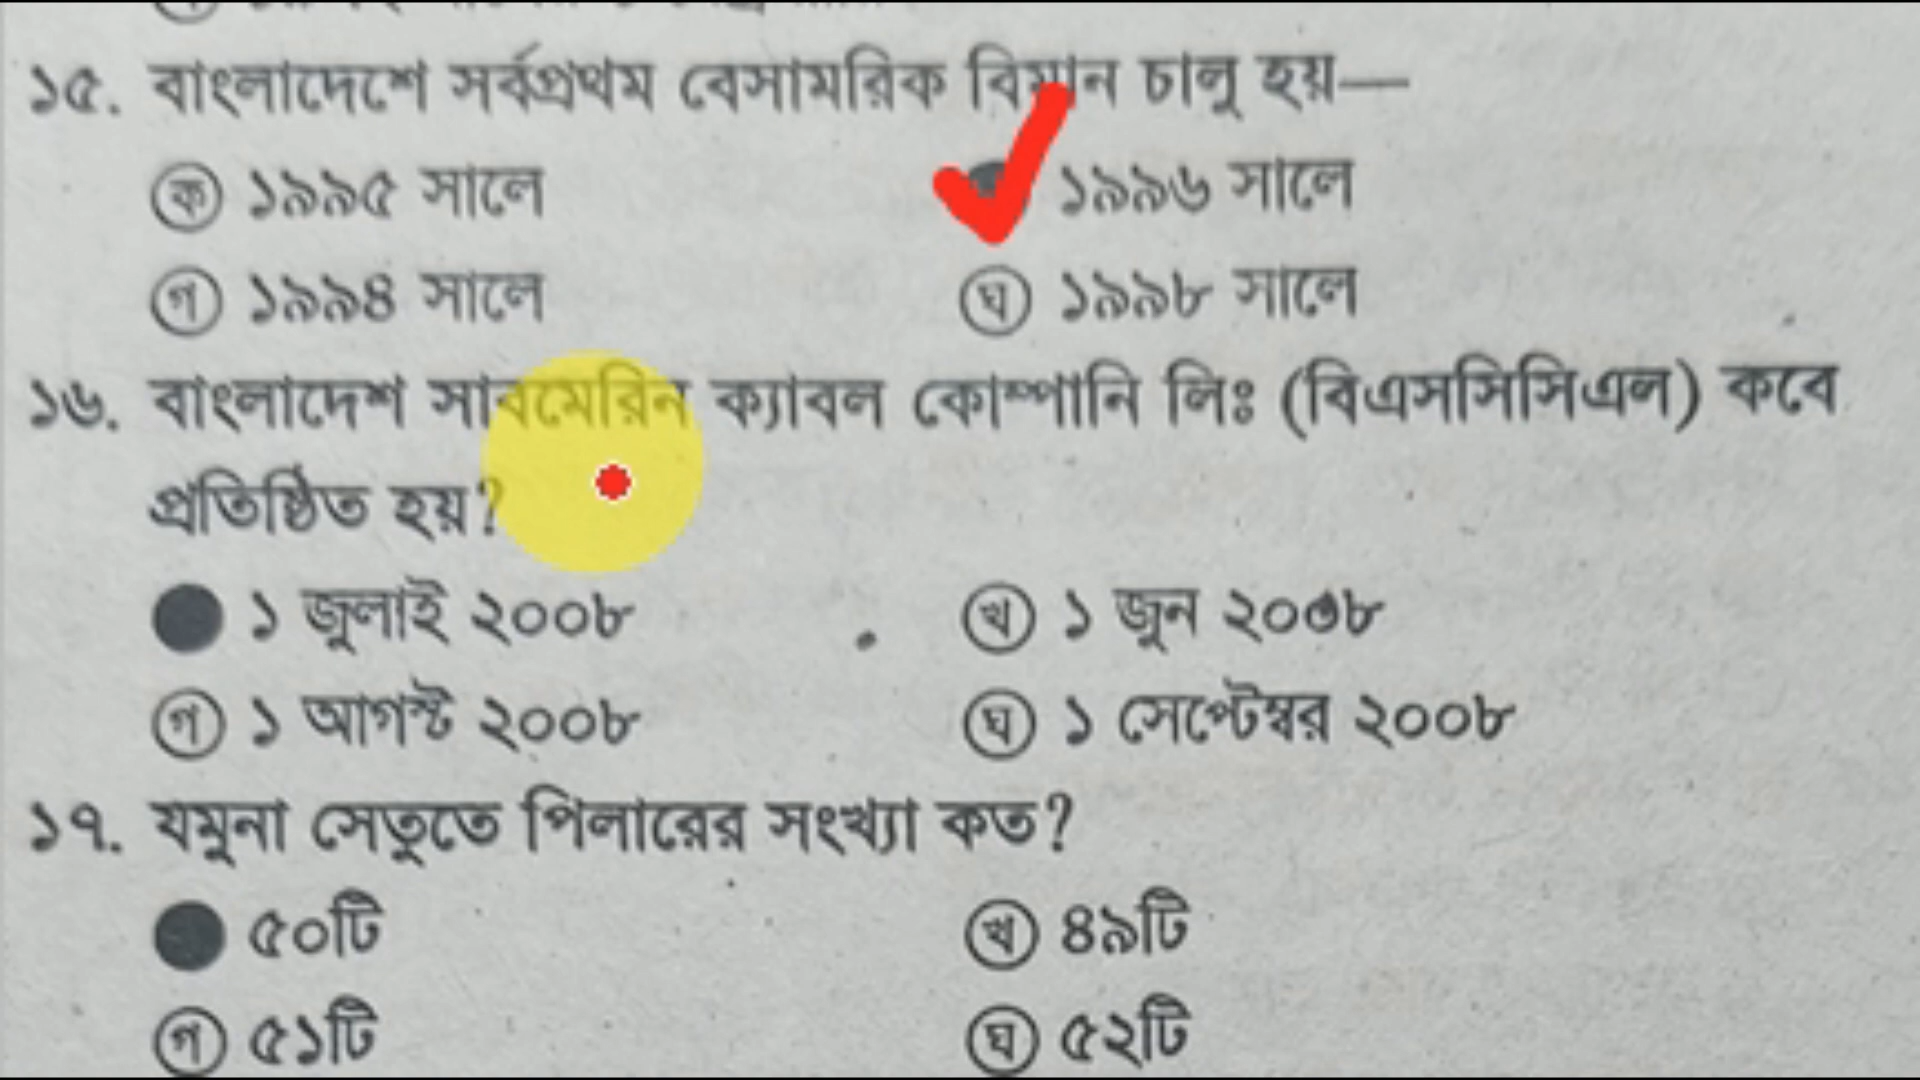 ১৫. বাংলাদেশে সর্বপ্রথম বেসামরিক বিমান চালু হয়—
ক ১৯৯৫ সালে ১৯৯৬ সালে
গ ১৯৯৪ সালে ঘ ১৯৯৮ সালে
১৬. বাংলাদেশ সাবমেরিন ক্যাবল কোম্পানি লিঃ (বিএসসিসিএল) কবে
প্রতিষ্ঠিত হয়?
১ জুলাই ২০০৮ খ ১ জুন ২০০৮
গ ১ আগস্ট ২০০৮ ঘ ১ সেপ্টেম্বর ২০০৮
১৭. যমুনা সেতুতে পিলারের সংখ্যা কত?
৫০টি খ ৪৯টি
গ ৫১টি ঘ ৫২টি